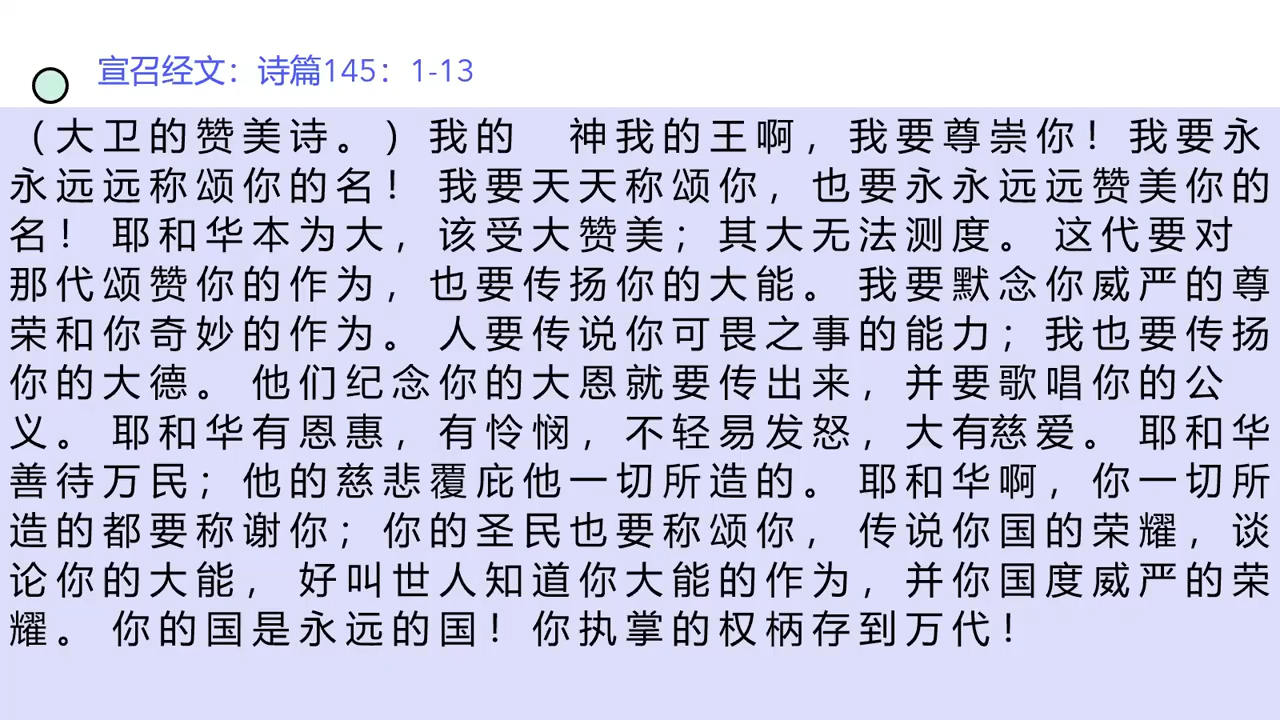 宣召经文：诗篇145：1-13
（大卫的赞美诗。）我的　神我的王啊，我要尊崇你！我要永
永远远称颂你的名！ 我要天天称颂你，也要永永远远赞美你的
名！ 耶和华本为大，该受大赞美；其大无法测度。 这代要对
那代颂赞你的作为，也要传扬你的大能。 我要默念你威严的尊
荣和你奇妙的作为。 人要传说你可畏之事的能力；我也要传扬
你的大德。 他们纪念你的大恩就要传出来，并要歌唱你的公
义。 耶和华有恩惠，有怜悯，不轻易发怒，大有慈爱。 耶和华
善待万民；他的慈悲覆庇他一切所造的。 耶和华啊，你一切所
造的都要称谢你；你的圣民也要称颂你， 传说你国的荣耀，谈
论你的大能， 好叫世人知道你大能的作为，并你国度威严的荣
耀。 你的国是永远的国！你执掌的权柄存到万代！